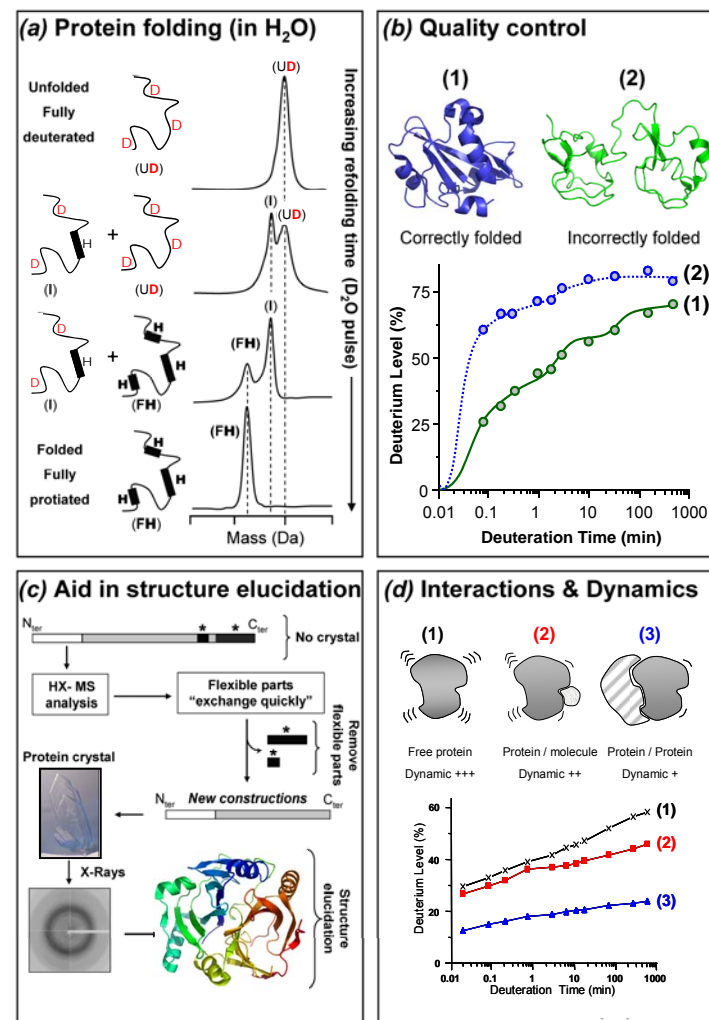 (a) Protein folding (in H2O)
Unfolded
Fully
deuterated
D
D
D
(UD)
(UD)
Increasing refolding time (D2O pulse)
D
H
D
(I)
+
D
D
D
(UD)
(I)
(UD)
D
H
D
(I)
+
H
H
H
(FH)
(FH)
(I)
Folded
Fully
protiated
H
H
H
(FH)
(FH)
Mass (Da)
(b) Quality control
(1)
(2)
Correctly folded
Incorrectly folded
Deuterium Level (%)
75
50
25
0
(2)
(1)
0.01
0.1
1
10
100
1000
Deuteration Time (min)
(c) Aid in structure elucidation
Nter
* *
Cter
No crystal
HX- MS
analysis
Flexible parts
“exchange quickly”
*
*
Remove
flexible parts
Protein crystal
New constructions
Nter
Cter
X-Rays
Structure
elucidation
(d) Interactions & Dynamics
(1)
(2)
(3)
Free protein
Protein / molecule
Protein / Protein
Dynamic +++
Dynamic ++
Dynamic +
Deuterium Level (%)
60
40
20
0
(1)
(2)
(3)
0.01
0.1
1
10
100
1000
Deuteration Time (min)